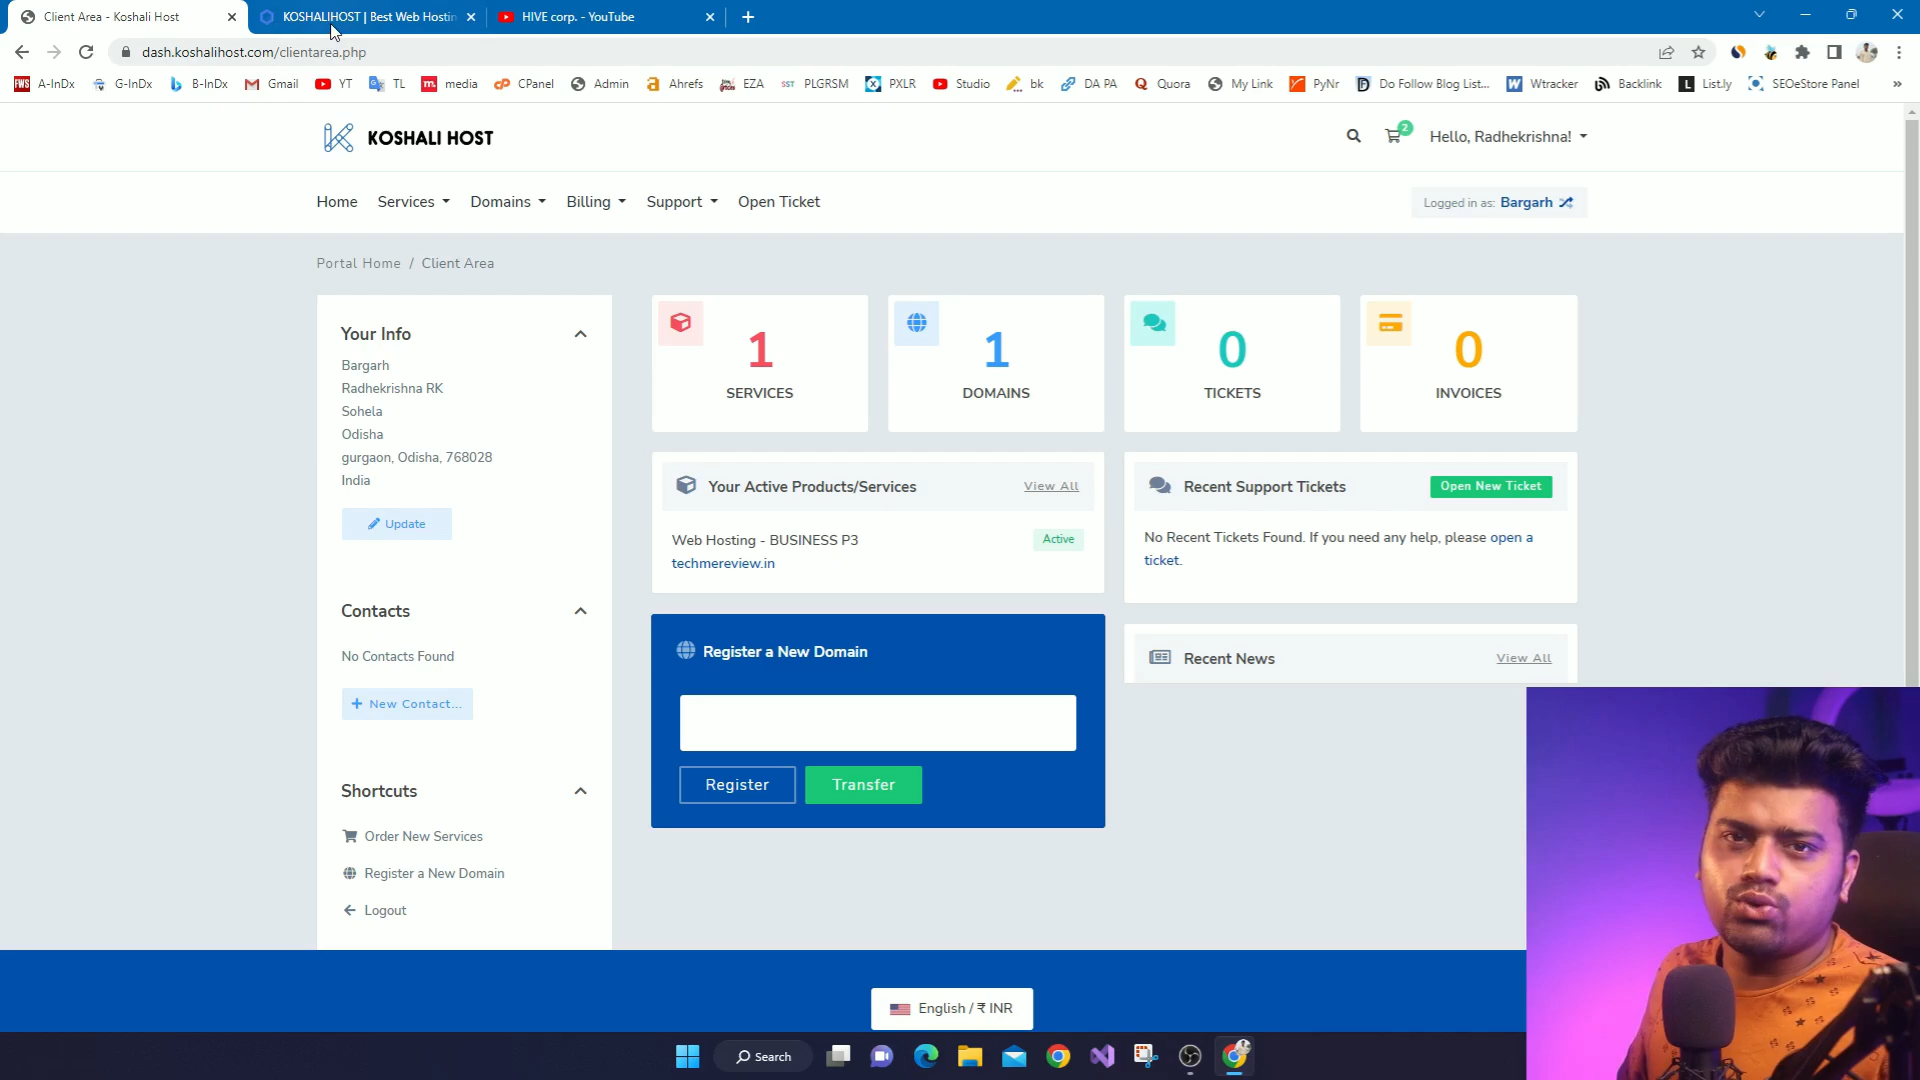 Client Area - Koshali Host
KOSHALIHOST | Best Web Hostin
HIVE corp. - YouTube
dash.koshalihost.com/clientarea.php
A-InDx
G-InDx
B-InDx
Gmail
YT
TL
media
CPanel
Admin
Ahrefs
EZA
PLGRSM
PXLR
Studio
bk
DA PA
Quora
My Link
PyNr
Do Follow Blog List...
Wtracker
Backlink
List.ly
SEOeStore Panel
KOSHALI HOST
2
Hello, Radhekrishna!
Home
Services
Domains
Billing
Support
Open Ticket
Logged in as: Bargarh
Portal Home / Client Area
Your Info
Bargarh
Radhekrishna RK
Sohela
Odisha
gurgaon, Odisha, 768028
India
Update
Contacts
No Contacts Found
+ New Contact...
Shortcuts
Order New Services
Register a New Domain
Logout
1
SERVICES
1
DOMAINS
0
TICKETS
0
INVOICES
Your Active Products/Services
View All
Web Hosting - BUSINESS P3
Active
techmereview.in
Register a New Domain
Register
Transfer
Recent Support Tickets
Open New Ticket
No Recent Tickets Found. If you need any help, please open a
ticket.
Recent News
View All
English / ₹ INR
Search